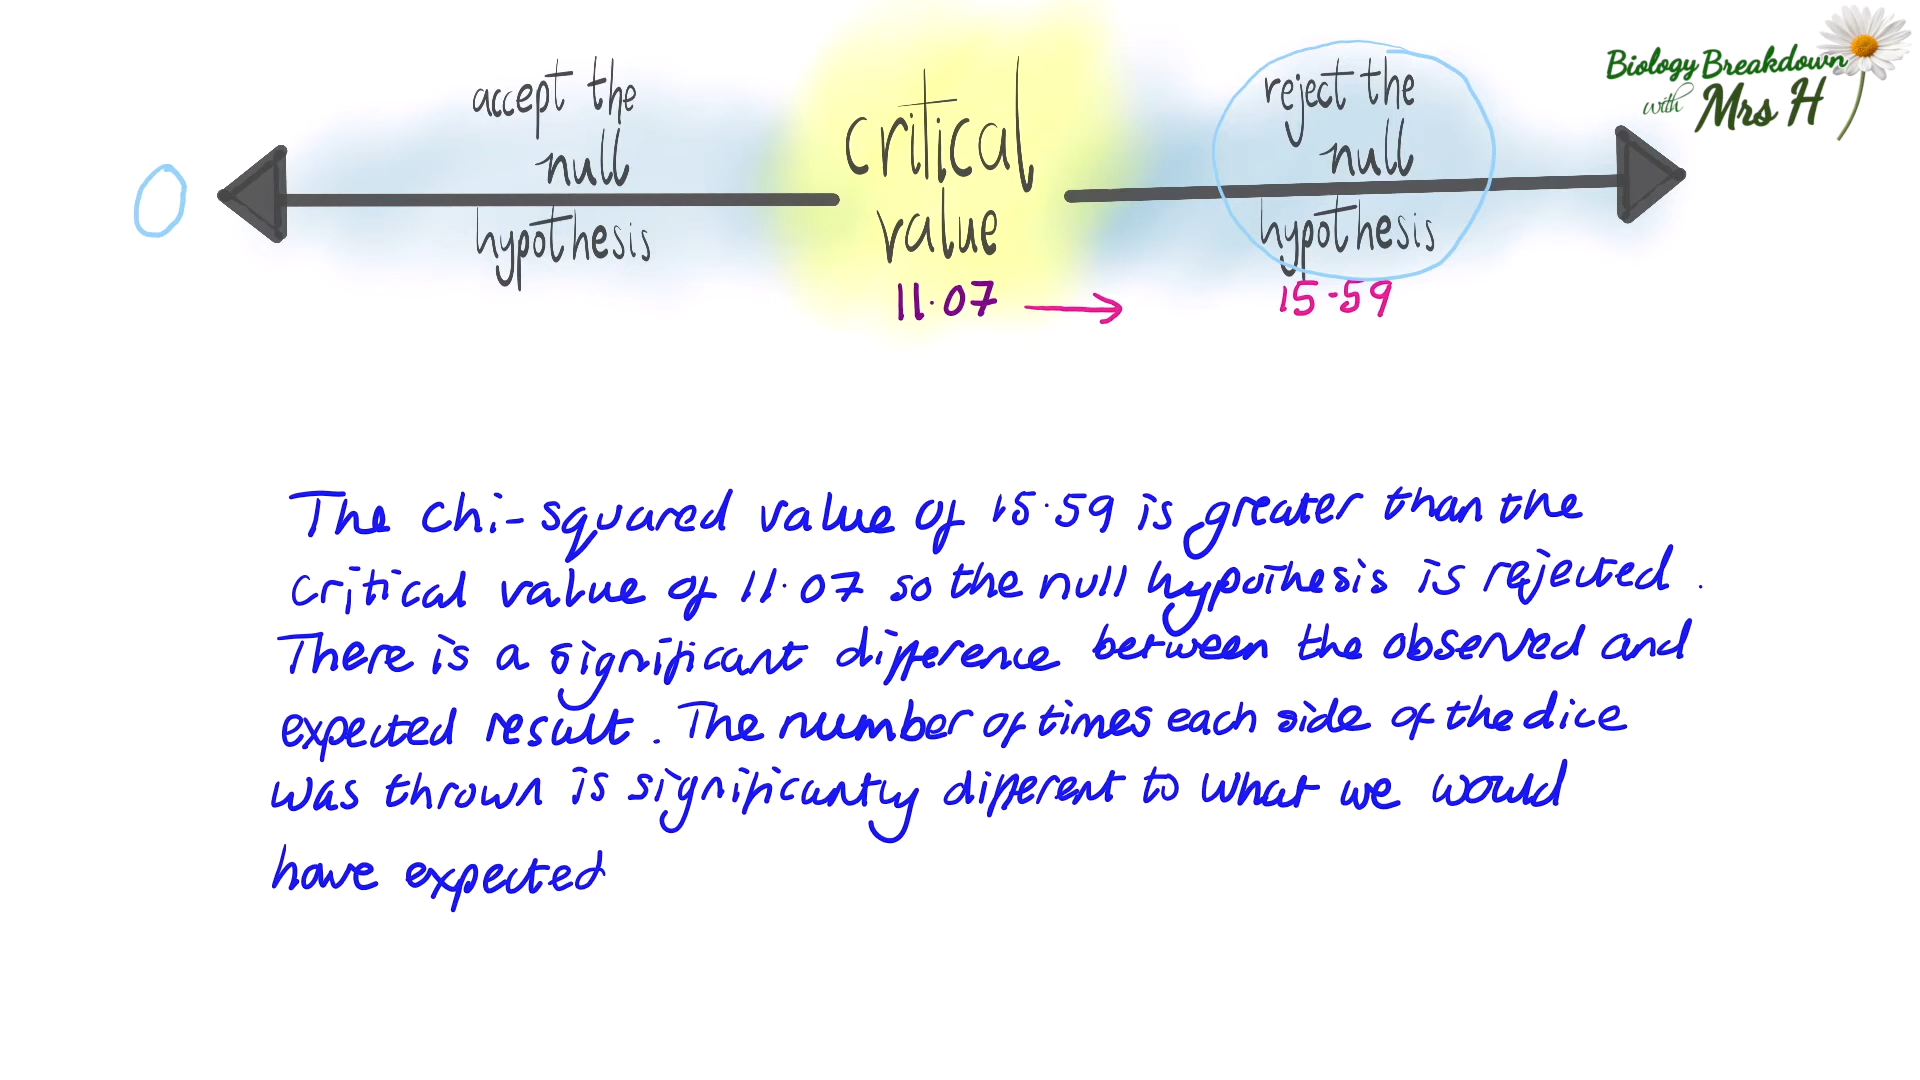 accept the
null
hypothesis
0
critical
value
11.07
reject the
null
hypothesis
15.59
Biology Breakdown
with Mrs H
The chi-squared value of 15.59 is greater than the
critical value of 11.07 so the null hypothesis is rejected.
There is a significant difference between the observed and
expected result. The number of times each side of the dice
was thrown is significantly different to what we would
have expected